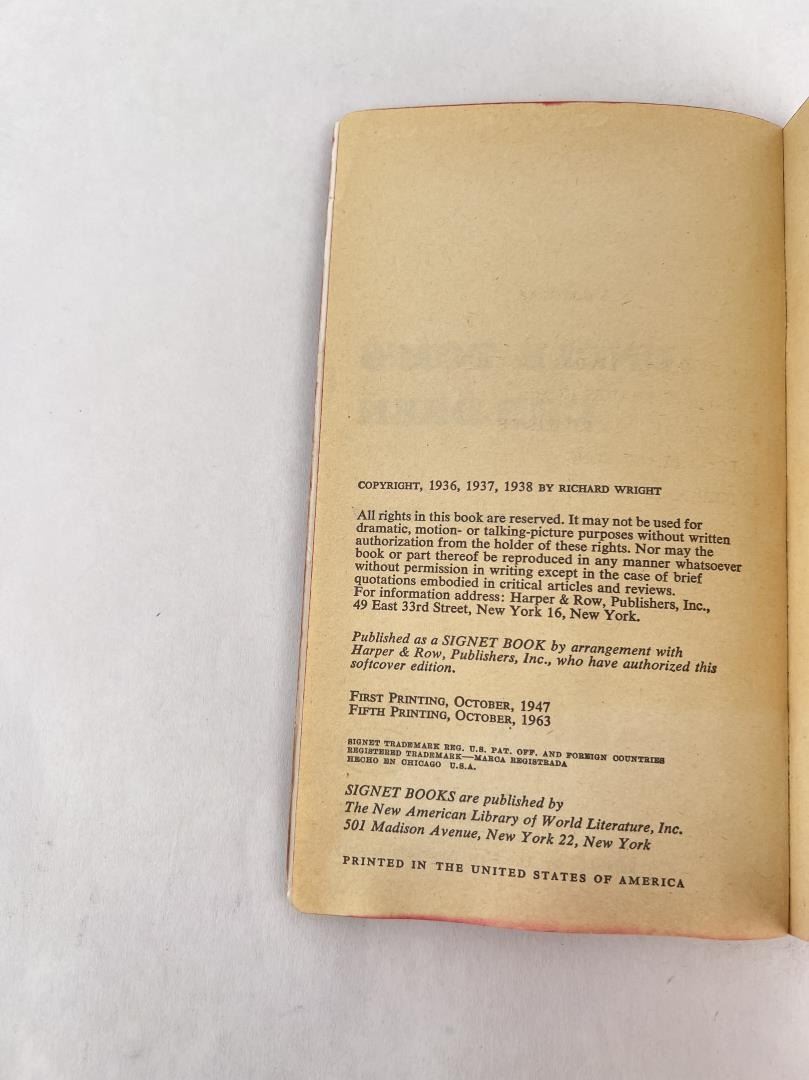 COPYRIGHT, 1936, 1937, 1938 BY RICHARD WRIGHT
All rights in this book are reserved. It may not be used for
dramatic, motion- or talking-picture purposes without written
authorization from the holder of these rights. Nor may the
book or part thereof be reproduced in any manner whatsoever
without permission in writing except in the case of brief
quotations embodied in critical articles and reviews.
For information address: Harper & Row, Publishers, Inc.,
49 East 33rd Street, New York 16, New York.
Published as a SIGNET BOOK by arrangement with
Harper & Row, Publishers, Inc., who have authorized this
softcover edition.
FIRST PRINTING, OCTOBER, 1947
FIFTH PRINTING, OCTOBER, 1963
SIGNET TRADEMARK REG. U.S. PAT. OFF. AND FOREIGN COUNTRIES
REGISTERED TRADEMARK—MARCA REGISTRADA
HECHO EN CHICAGO U.S.A.
SIGNET BOOKS are published by
The New American Library of World Literature, Inc.
501 Madison Avenue, New York 22, New York
PRINTED IN THE UNITED STATES OF AMERICA